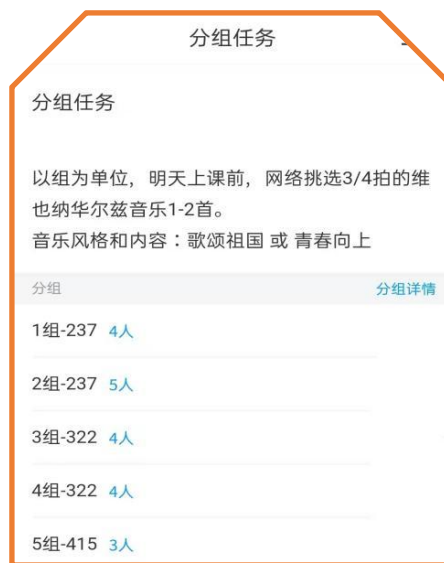 分组任务
分组任务
以组为单位，明天上课前，网络挑选3/4拍的维
也纳华尔兹音乐1-2首。
音乐风格和内容：歌颂祖国 或 青春向上
分组 分组详情
1组-237 4人
2组-237 5人
3组-322 4人
4组-322 4人
5组-415 3人